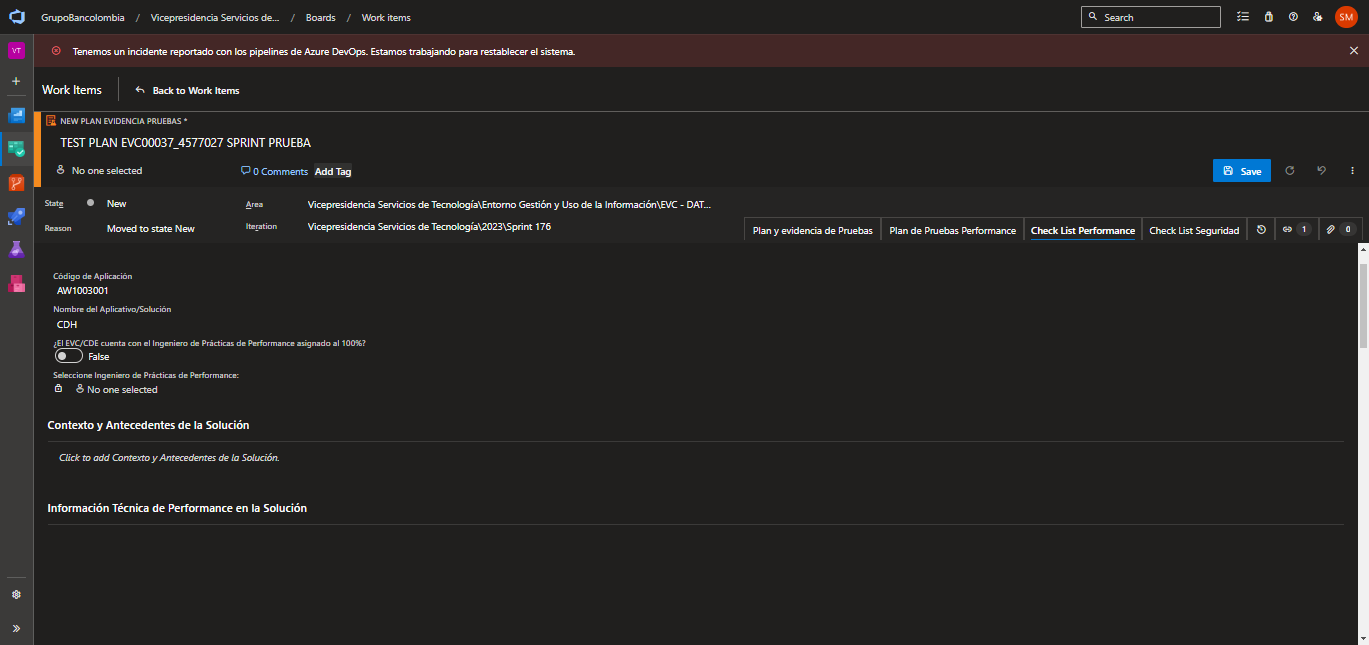 GrupoBancolombia / Vicepresidencia Servicios de... / Boards / Work items
Search
SM
VT
Tenemos un incidente reportado con los pipelines de Azure DevOps. Estamos trabajando para restablecer el sistema.
Work Items
Back to Work Items
NEW PLAN EVIDENCIA PRUEBAS *
TEST PLAN EVC00037_4577027 SPRINT PRUEBA
No one selected
0 Comments
Add Tag
Save
State
New
Area
Vicepresidencia Servicios de Tecnología\Entorno Gestión y Uso de la Información\EVC - DAT...
Reason
Moved to state New
Iteration
Vicepresidencia Servicios de Tecnología\2023\Sprint 176
Plan y evidencia de Pruebas
Plan de Pruebas Performance
Check List Performance
Check List Seguridad
1
0
Código de Aplicación
AW1003001
Nombre del Aplicativo/Solución
CDH
¿El EVC/CDE cuenta con el Ingeniero de Prácticas de Performance asignado al 100%?
False
Seleccione Ingeniero de Prácticas de Performance:
No one selected
Contexto y Antecedentes de la Solución
Click to add Contexto y Antecedentes de la Solución.
Información Técnica de Performance en la Solución